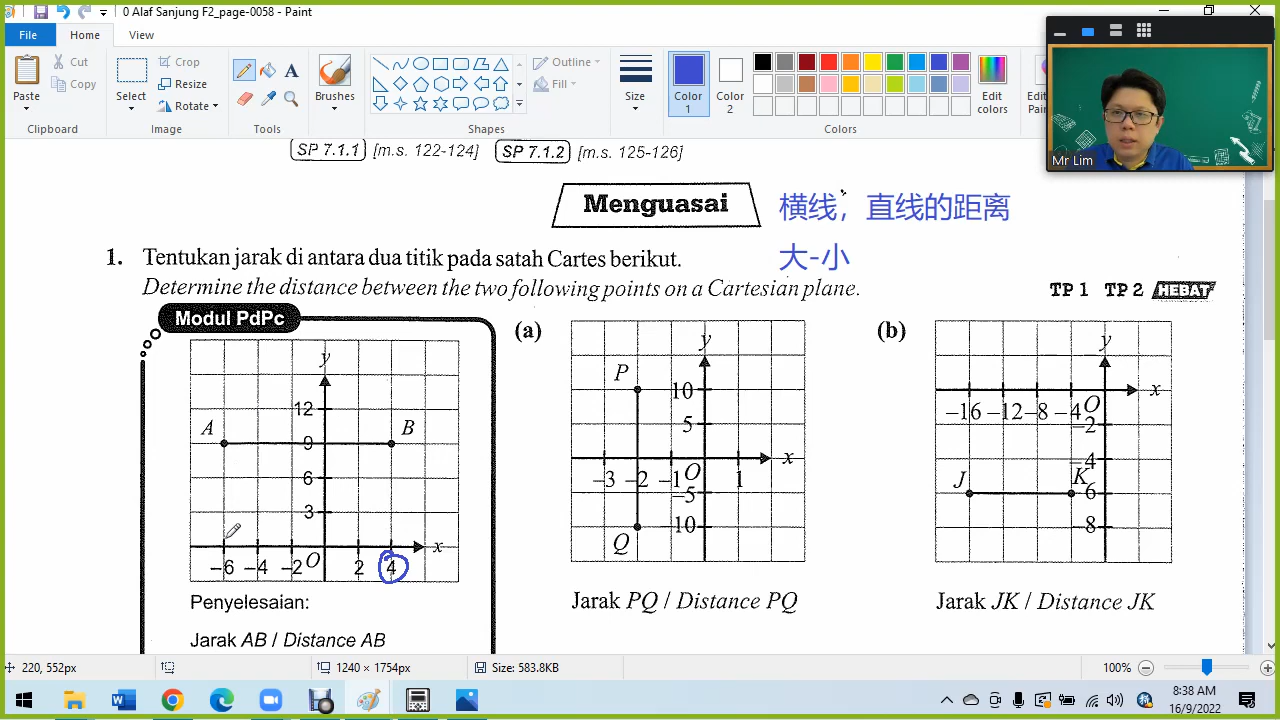 0 Alaf Sanjung F2_page-0058 - Paint
File Home View
Paste Cut Copy Clipboard
Select Crop Resize Rotate Image
A Tools
Brushes
Outline Fill Shapes
Size
Color 1 Color 2 Colors Edit colors
Mr Lim
SP 7.1.1 [m.s. 122-124] SP 7.1.2 [m.s. 125-126]
Menguasai 横线，直线的距离
大-小
1. Tentukan jarak di antara dua titik pada satah Cartes berikut.
Determine the distance between the two following points on a Cartesian plane.
TP 1 TP 2 HEBAT
Modul PdPc
y
12
A B
9
6
3
x
−6 −4 −2 O 2 4
Penyelesaian:
Jarak AB / Distance AB
(a)
y
P
10
5
x
−3 −2 −1 O 1
−5
−10
Q
Jarak PQ / Distance PQ
(b)
y
x
−16 −12 −8 −4 O
−2
−4
J K
−6
−8
Jarak JK / Distance JK
220, 552px 1240 × 1754px Size: 583.8KB 100%
8:38 AM
16/9/2022